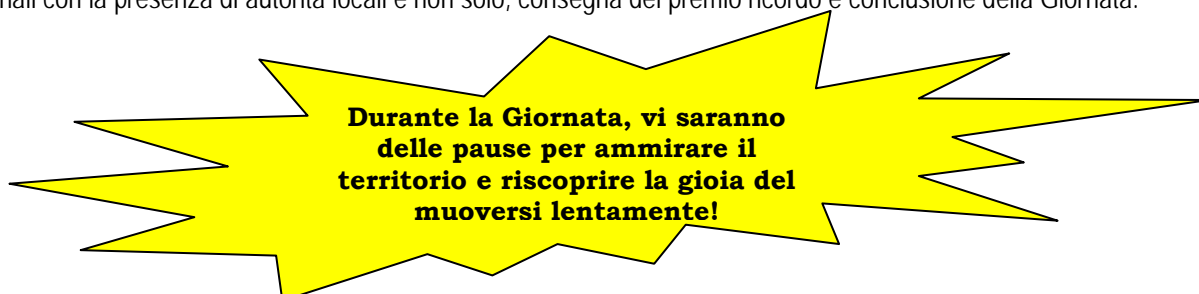 con la presenza di autorità locali e non solo, consegna del premio ricordo e conclusione della Giornata.
Durante la Giornata, vi saranno
delle pause per ammirare il
territorio e riscoprire la gioia del
muoversi lentamente!